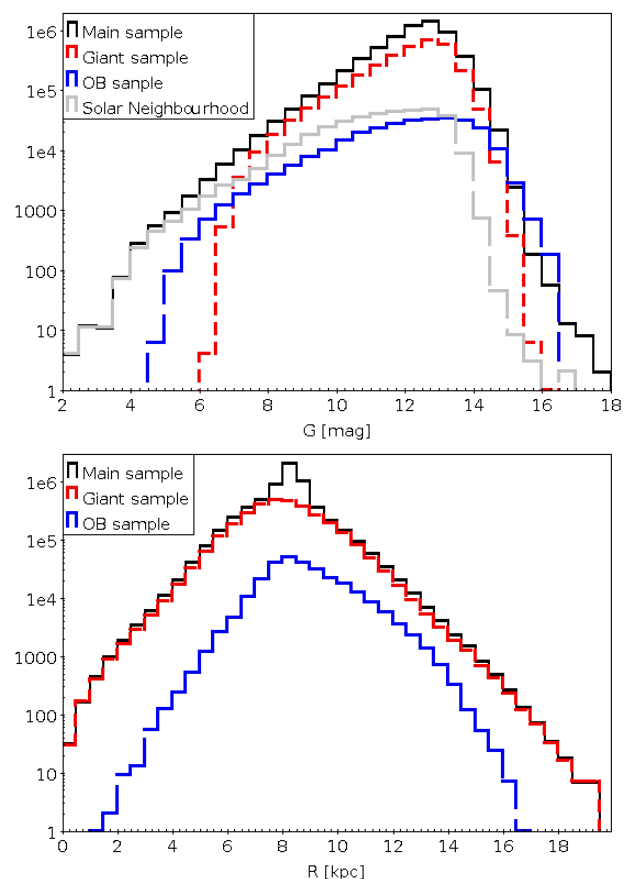 1e6
1e5
1e4
1000
100
10
1
Main sample
Giant sample
OB sanple
Solar Neighbourhood
2 4 6 8 10 12 14 16 18
G [mag]
1e6
1e5
1e4
1000
100
10
1
Main sample
Giant sample
OB sample
0 2 4 6 8 10 12 14 16 18
R [kpc]